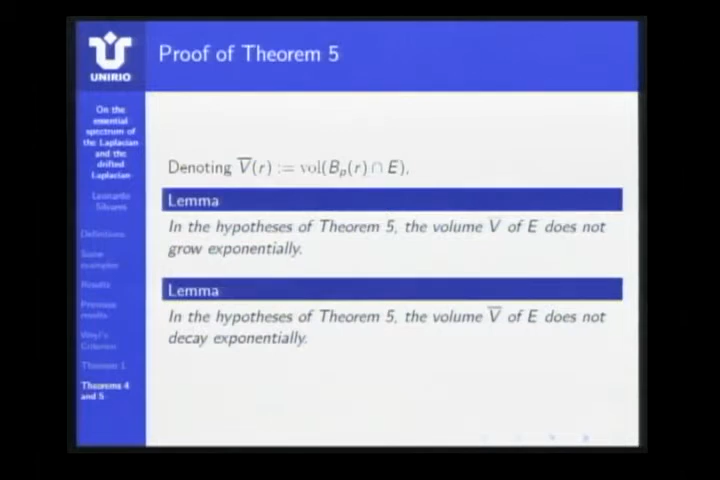 Proof of Theorem 5
UNIRIO
On the
essential
spectrum of
the Laplacian
and the
drifted
Laplacian
Leonardo
Silvares
Definitions
Some
examples
Results
Previous
results
Weyl's
Criterion
Theorem 1
Theorems 4
and 5
Denoting V̅(r) := vol(Bₚ(r) ∩ E),
Lemma
In the hypotheses of Theorem 5, the volume V of E does not
grow exponentially.
Lemma
In the hypotheses of Theorem 5, the volume V̅ of E does not
decay exponentially.